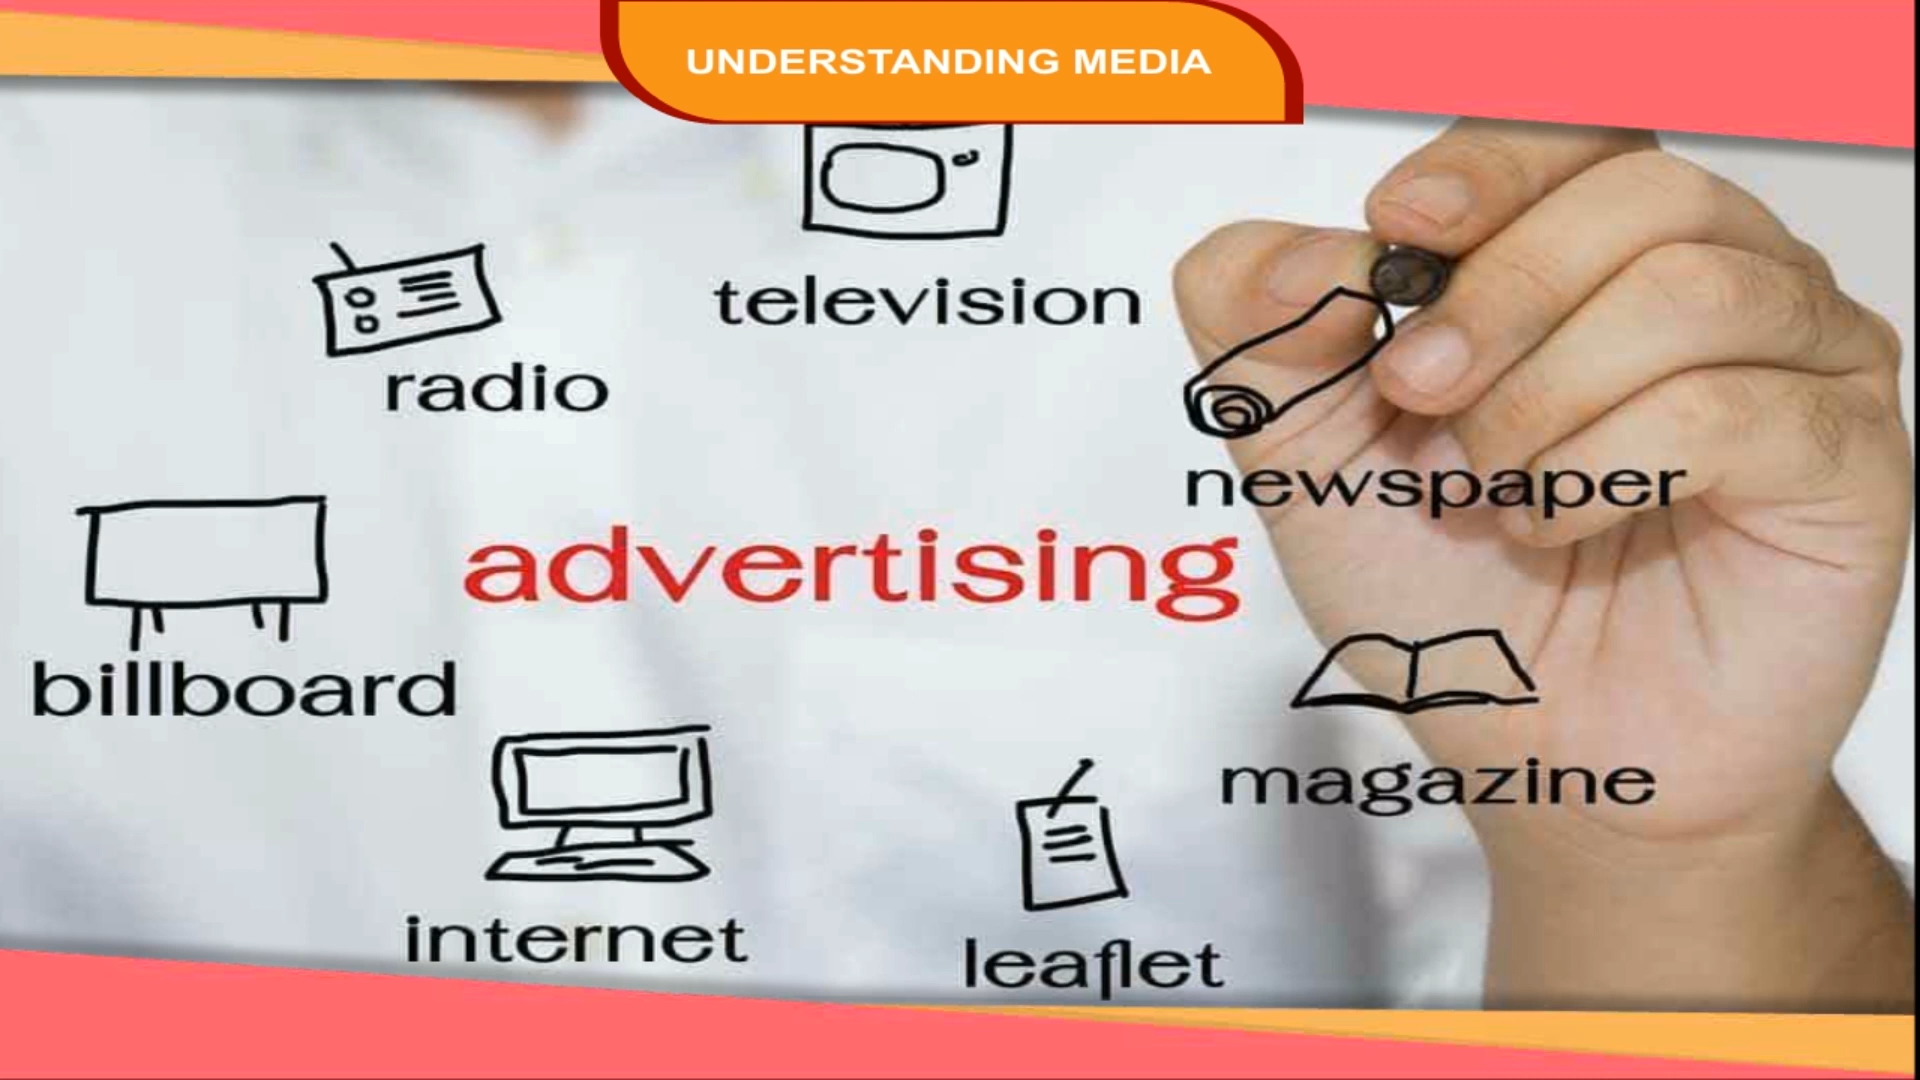 UNDERSTANDING MEDIA
television
radio
newspaper
advertising
billboard
magazine
internet
leaflet